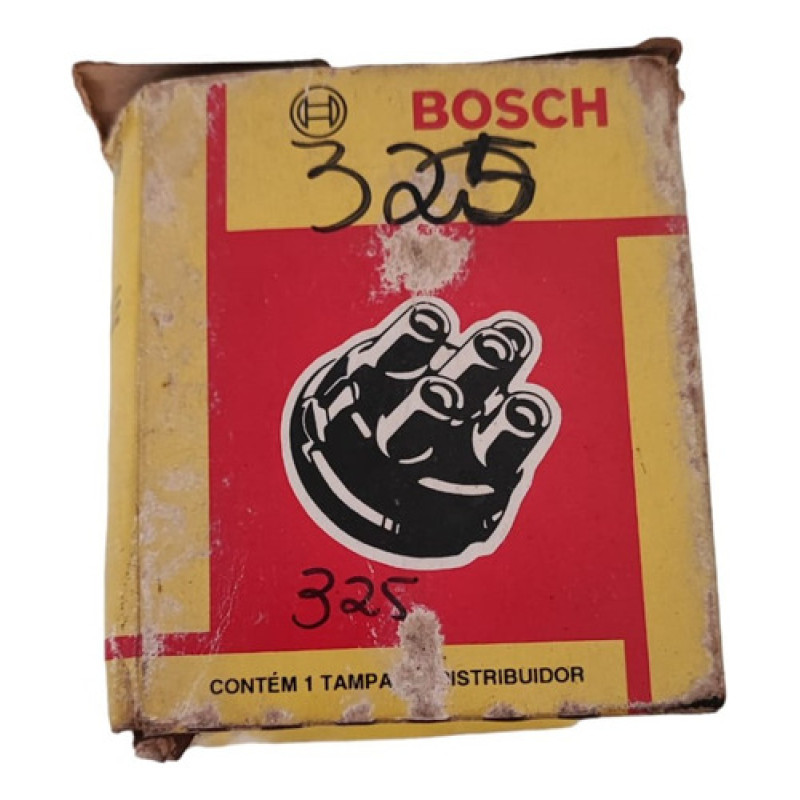 BOSCH
325
325
CONTÉM 1 TAMPA ISTRIBUIDOR